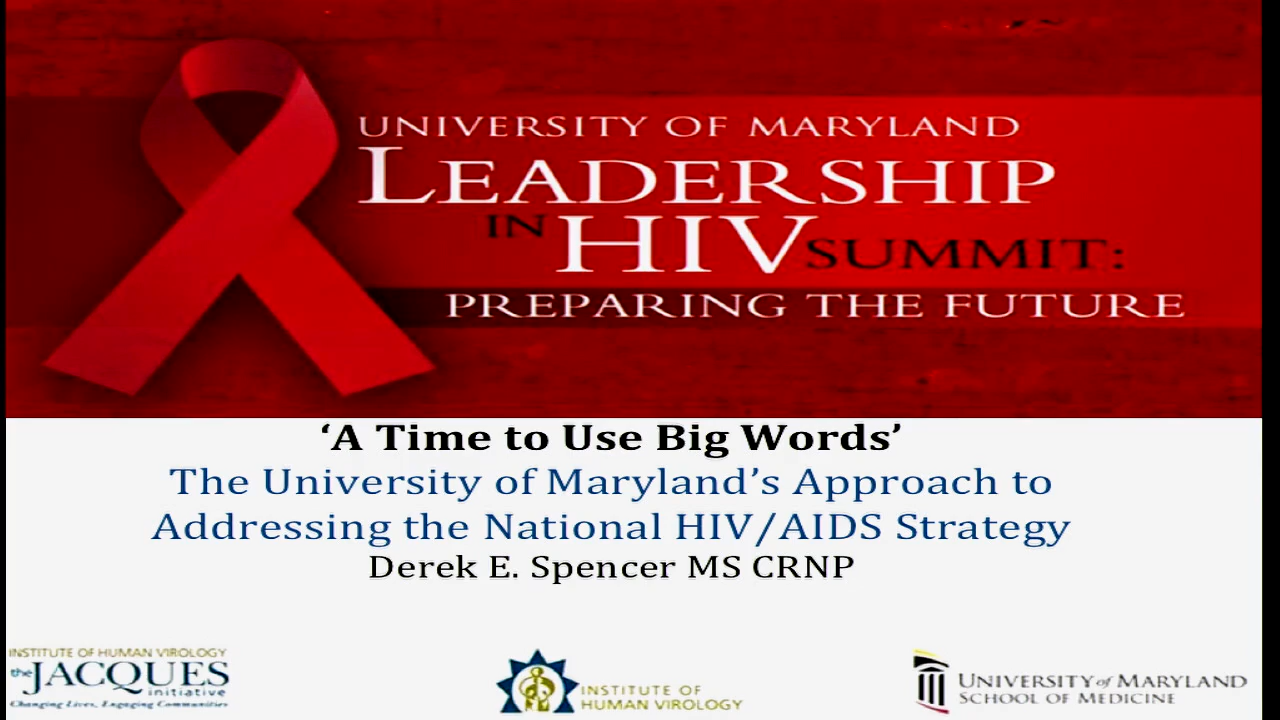 UNIVERSITY OF MARYLAND
LEADERSHIP
IN HIV SUMMIT:
PREPARING THE FUTURE
‘A Time to Use Big Words’
The University of Maryland’s Approach to
Addressing the National HIV/AIDS Strategy
Derek E. Spencer MS CRNP
INSTITUTE OF HUMAN VIROLOGY
the JACQUES
initiative
Changing Lives, Engaging Communities
INSTITUTE OF
HUMAN VIROLOGY
UNIVERSITY of MARYLAND
SCHOOL OF MEDICINE